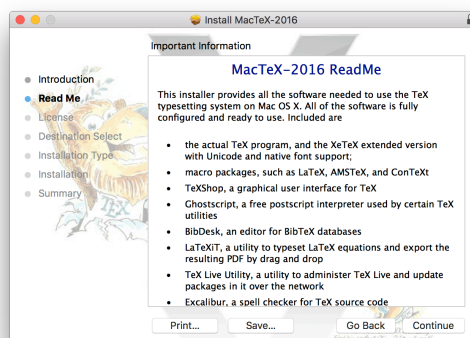 Install MacTeX-2016
Important Information
Introduction
Read Me
License
Destination Select
Installation Type
Installation
Summary
MacTeX-2016 ReadMe
This installer provides all the software needed to use the TeX
typesetting system on Mac OS X. All of the software is fully
configured and ready to use. Included are
• the actual TeX program, and the XeTeX extended version
with Unicode and native font support;
• macro packages, such as LaTeX, AMSTeX, and ConTeXt
• TeXShop, a graphical user interface for TeX
• Ghostscript, a free postscript interpreter used by certain TeX
utilities
• BibDesk, an editor for BibTeX databases
• LaTeXiT, a utility to typeset LaTeX equations and export the
resulting PDF by drag and drop
• TeX Live Utility, a utility to administer TeX Live and update
packages in it over the network
• Excalibur, a spell checker for TeX source code
TEX
Print...
Save...
Go Back
Continue